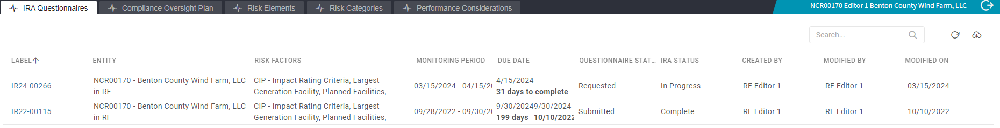 IRA Questionnaires
Compliance Oversight Plan
Risk Elements
Risk Categories
Performance Considerations
NCR00170 Editor 1 Benton County Wind Farm, LLC
Search...
LABEL ENTITY RISK FACTORS MONITORING PERIOD DUE DATE QUESTIONNAIRE STAT... IRA STATUS CREATED BY MODIFIED BY MODIFIED ON
IR24-00266
NCR00170 - Benton County Wind Farm, LLC
in RF
CIP - Impact Rating Criteria, Largest
Generation Facility, Planned Facilities,
03/15/2024 - 04/15/20
4/15/2024
31 days to complete
Requested
In Progress
RF Editor 1
RF Editor 1
03/15/2024
IR22-00115
NCR00170 - Benton County Wind Farm, LLC
in RF
CIP - Impact Rating Criteria, Largest
Generation Facility, Planned Facilities,
09/28/2022 - 09/30/20
9/30/20249/30/2024
199 days 10/10/2022
Submitted
Complete
RF Editor 1
RF Editor 1
10/10/2022